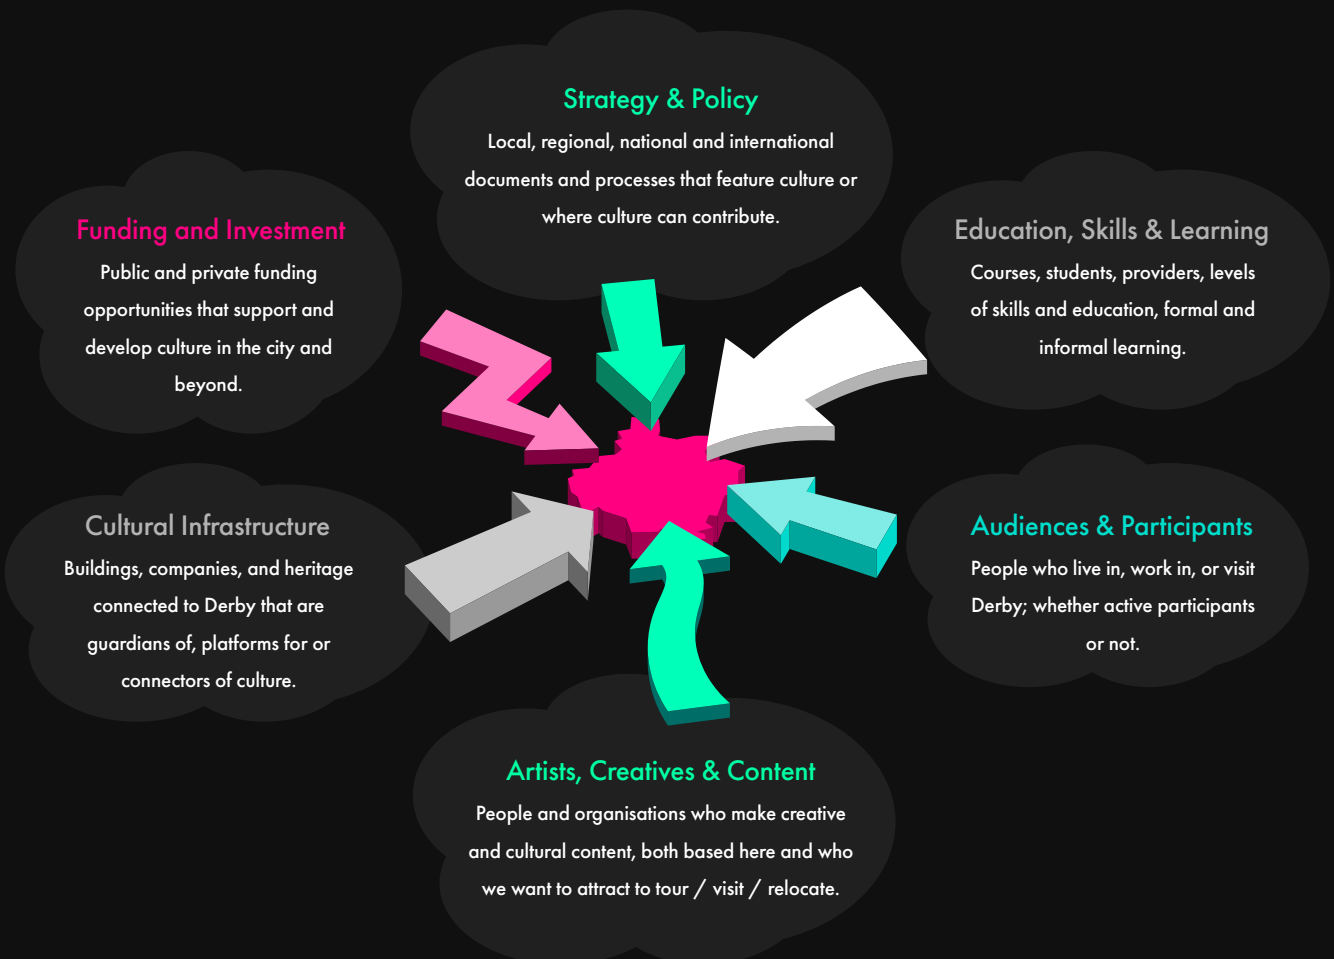 Strategy & Policy
Local, regional, national and international
documents and processes that feature culture or
where culture can contribute.
Funding and Investment
Public and private funding
opportunities that support and
develop culture in the city and
beyond.
Education, Skills & Learning
Courses, students, providers, levels
of skills and education, formal and
informal learning.
Cultural Infrastructure
Buildings, companies, and heritage
connected to Derby that are
guardians of, platforms for or
connectors of culture.
Audiences & Participants
People who live in, work in, or visit
Derby; whether active participants
or not.
Artists, Creatives & Content
People and organisations who make creative
and cultural content, both based here and who
we want to attract to tour / visit / relocate.